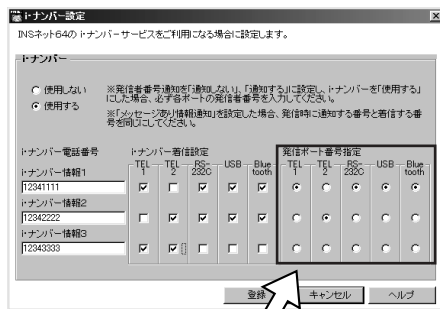 i・ナンバー設定
INSネット64の i・ナンバーサービスをご利用になる場合に設定します。
i・ナンバー
使用しない
使用する
※発信者番号通知を「通知しない」、「通知する」に設定し、i・ナンバーを「使用する」
にした場合、必ず各ポートの発信者番号を入力してください。
※「メッセージあり情報通知」を設定した場合、発信時に通知する番号と着信する番
号を同じにしてください。
i・ナンバー電話番号 i・ナンバー着信設定 発信ポート番号指定
TEL1 TEL2 RS-232C USB Bluetooth TEL1 TEL2 RS-232C USB Bluetooth
i・ナンバー情報1
12341111
i・ナンバー情報2
12342222
i・ナンバー情報3
12343333
登録 キャンセル ヘルプ